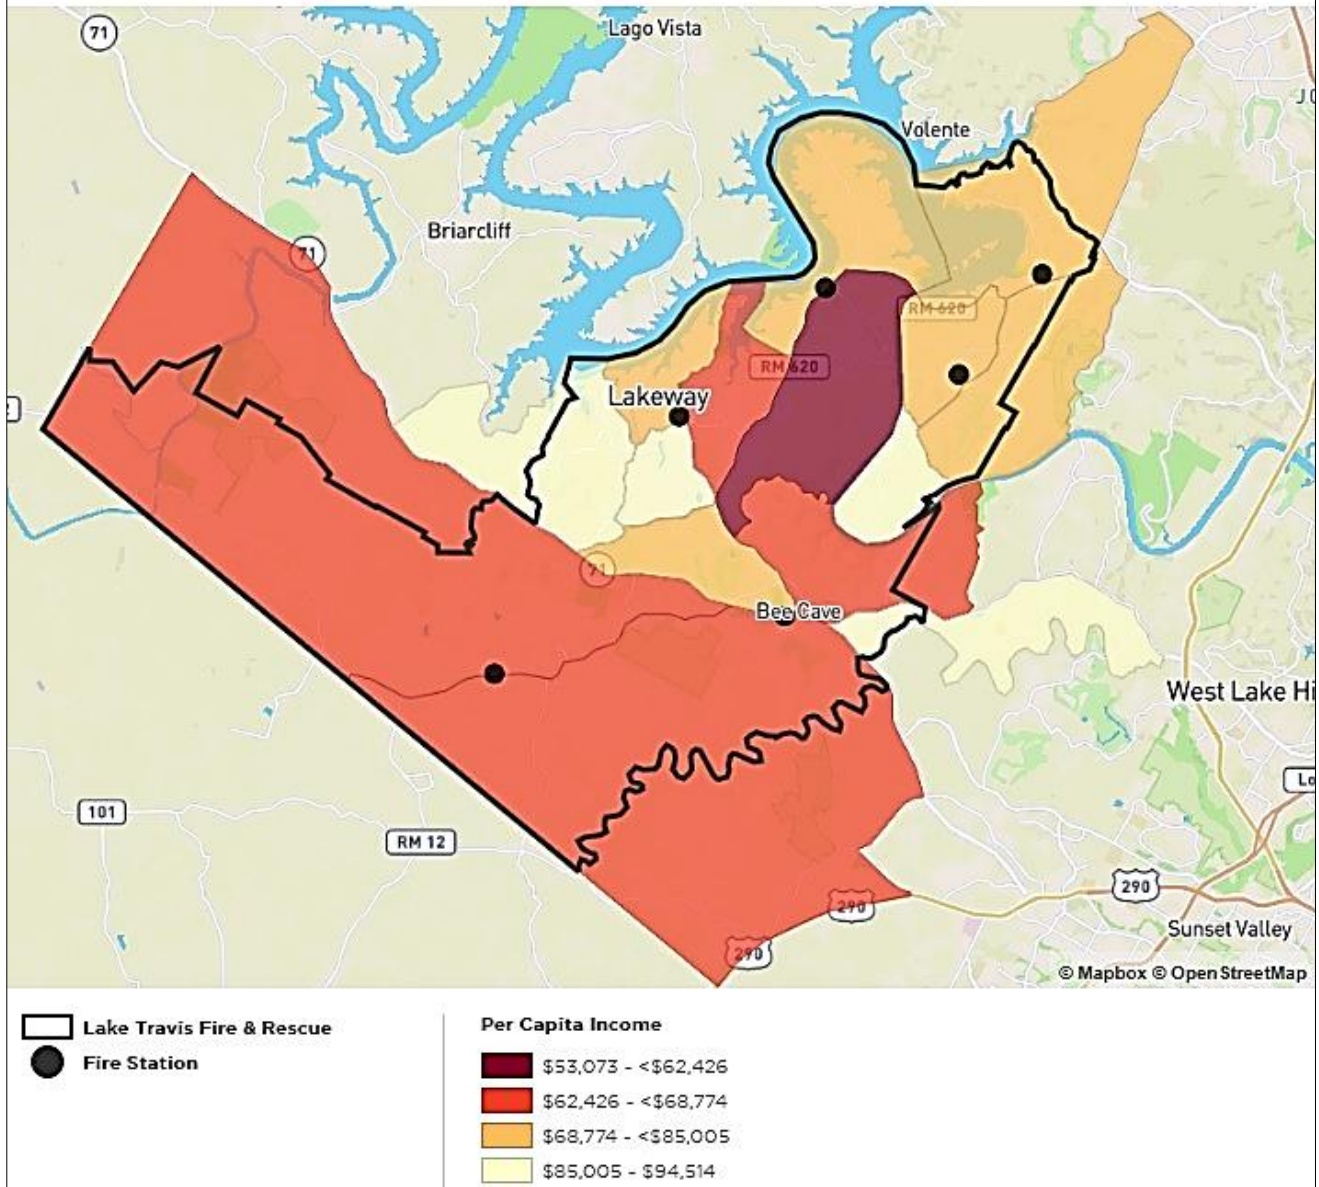 71
Lago Vista
Volente
Briarcliff
71
RM 620
RM 620
Lakeway
71
Bee Cave
West Lake Hi
Lo
101
RM 12
290
290
Sunset Valley
290
© Mapbox © OpenStreetMap
Lake Travis Fire & Rescue
Fire Station
Per Capita Income
$53,073 - <$62,426
$62,426 - <$68,774
$68,774 - <$85,005
$85,005 - $94,514